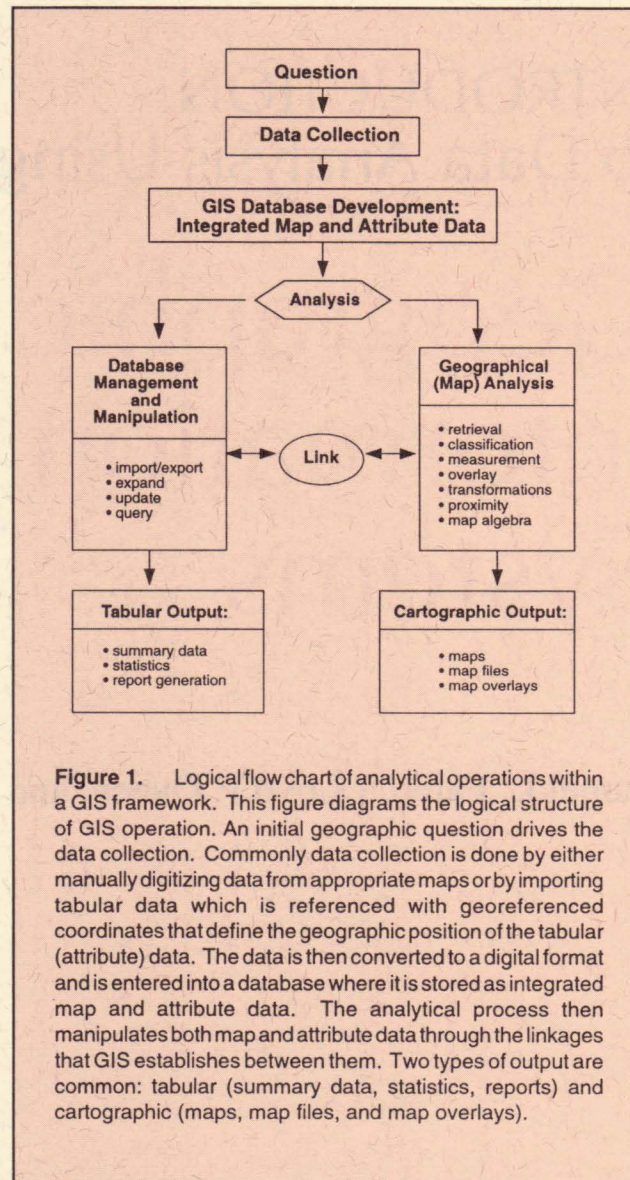 Question
Data Collection
GIS Database Development:
Integrated Map and Attribute Data
Analysis
Database
Management
and
Manipulation
• import/export
• expand
• update
• query
Link
Geographical
(Map) Analysis
• retrieval
• classification
• measurement
• overlay
• transformations
• proximity
• map algebra
Tabular Output:
• summary data
• statistics
• report generation
Cartographic Output:
• maps
• map files
• map overlays
Figure 1. Logical flow chart of analytical operations within
a GIS framework. This figure diagrams the logical structure
of GIS operation. An initial geographic question drives the
data collection. Commonly data collection is done by either
manually digitizing data from appropriate maps or by importing
tabular data which is referenced with georeferenced
coordinates that define the geographic position of the tabular
(attribute) data. The data is then converted to a digital format
and is entered into a database where it is stored as integrated
map and attribute data. The analytical process then
manipulates both map and attribute data through the linkages
that GIS establishes between them. Two types of output are
common: tabular (summary data, statistics, reports) and
cartographic (maps, map files, and map overlays).